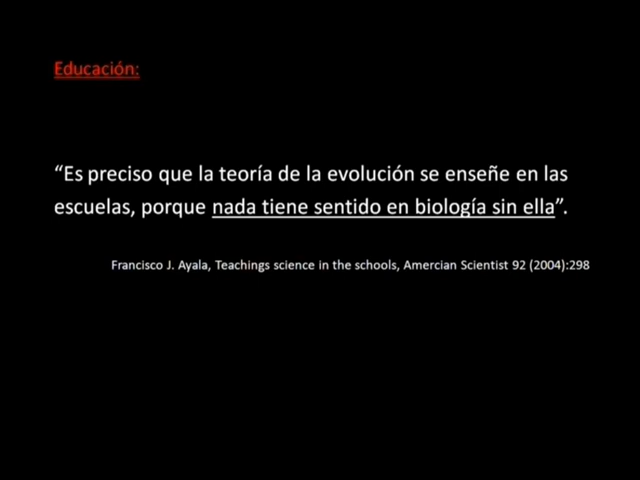 Educación:
“Es preciso que la teoría de la evolución se enseñe en las
escuelas, porque nada tiene sentido en biología sin ella”.
Francisco J. Ayala, Teachings science in the schools, Amercian Scientist 92 (2004):298